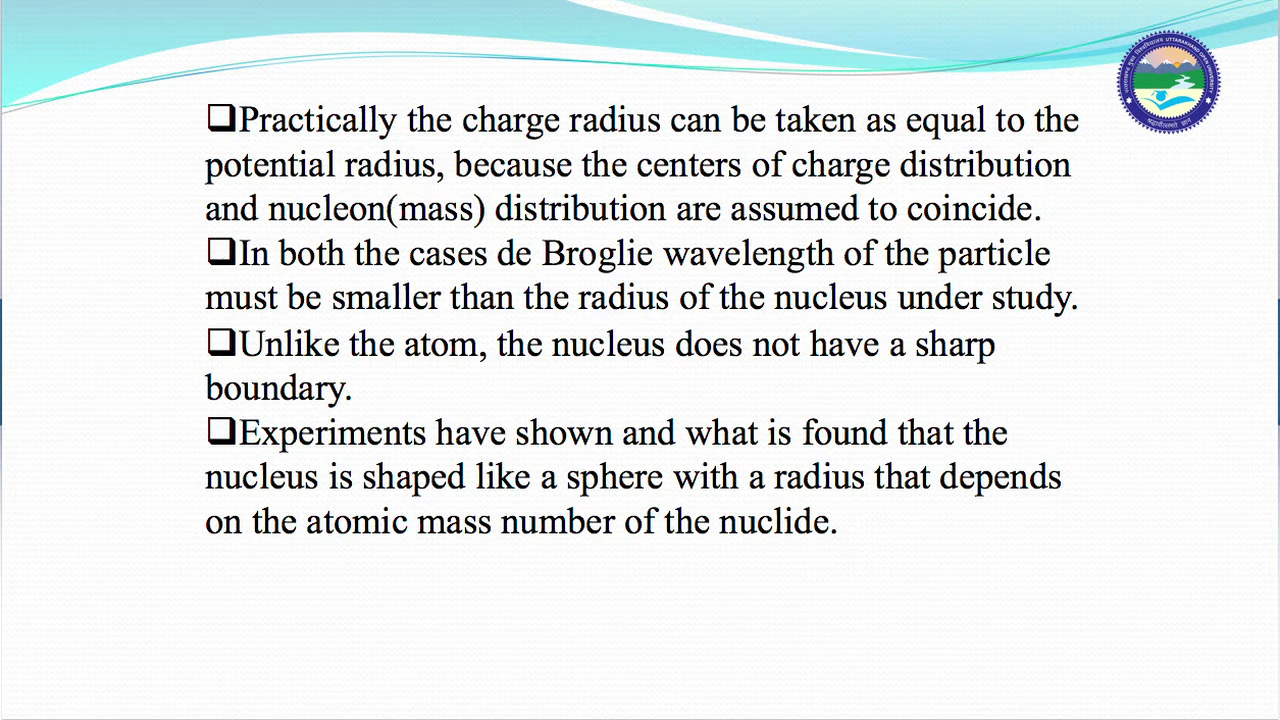 ❑Practically the charge radius can be taken as equal to the
potential radius, because the centers of charge distribution
and nucleon(mass) distribution are assumed to coincide.
❑In both the cases de Broglie wavelength of the particle
must be smaller than the radius of the nucleus under study.
❑Unlike the atom, the nucleus does not have a sharp
boundary.
❑Experiments have shown and what is found that the
nucleus is shaped like a sphere with a radius that depends
on the atomic mass number of the nuclide.
UTTARAKHAND OPEN UNIVERSITY